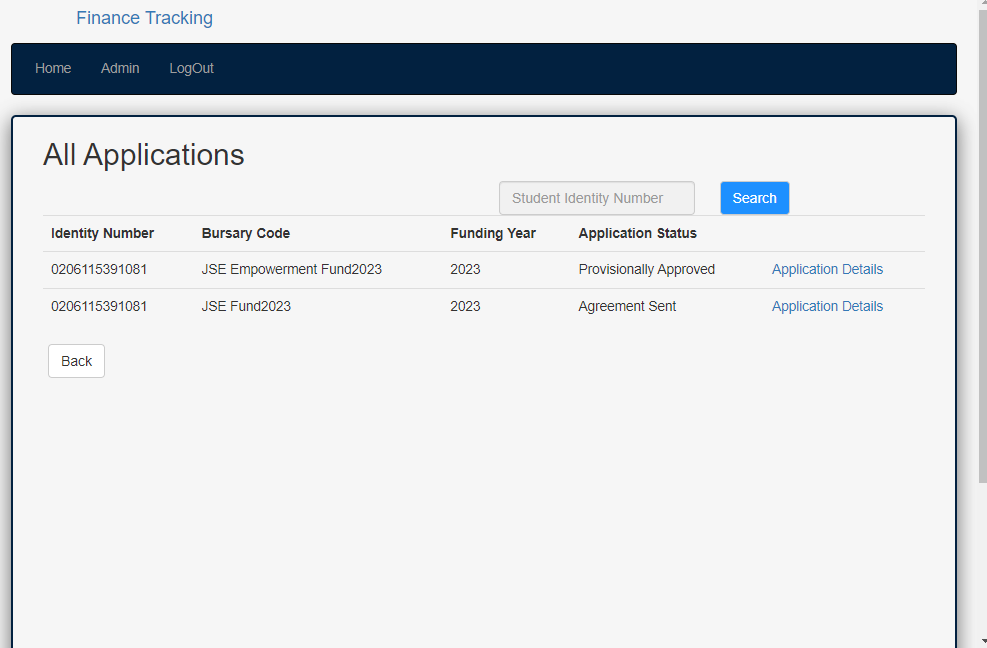 Finance Tracking
Home Admin LogOut
All Applications
Student Identity Number Search
Identity Number Bursary Code Funding Year Application Status
0206115391081 JSE Empowerment Fund2023 2023 Provisionally Approved Application Details
0206115391081 JSE Fund2023 2023 Agreement Sent Application Details
Back